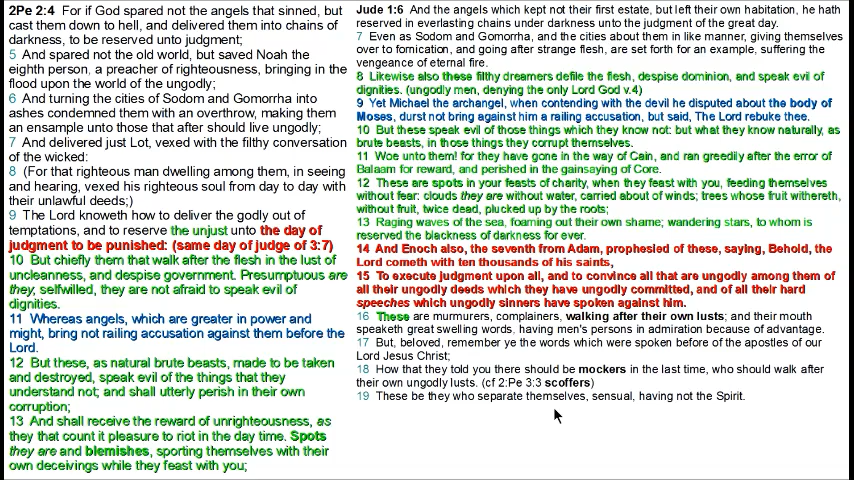 2Pe 2:4 For if God spared not the angels that sinned, but
cast them down to hell, and delivered them into chains of
darkness, to be reserved unto judgment;
5 And spared not the old world, but saved Noah the
eighth person, a preacher of righteousness, bringing in the
flood upon the world of the ungodly;
6 And turning the cities of Sodom and Gomorrha into
ashes condemned them with an overthrow, making them
an ensample unto those that after should live ungodly;
7 And delivered just Lot, vexed with the filthy conversation
of the wicked:
8 (For that righteous man dwelling among them, in seeing
and hearing, vexed his righteous soul from day to day with
their unlawful deeds;)
9 The Lord knoweth how to deliver the godly out of
temptations, and to reserve the unjust unto the day of
judgment to be punished: (same day of judge of 3:7)
10 But chiefly them that walk after the flesh in the lust of
uncleanness, and despise government. Presumptuous are
they, selfwilled, they are not afraid to speak evil of
dignities.
11 Whereas angels, which are greater in power and
might, bring not railing accusation against them before the
Lord.
12 But these, as natural brute beasts, made to be taken
and destroyed, speak evil of the things that they
understand not; and shall utterly perish in their own
corruption;
13 And shall receive the reward of unrighteousness, as
they that count it pleasure to riot in the day time. Spots
they are and blemishes, sporting themselves with their
own deceivings while they feast with you;
Jude 1:6 And the angels which kept not their first estate, but left their own habitation, he hath
reserved in everlasting chains under darkness unto the judgment of the great day.
7 Even as Sodom and Gomorrha, and the cities about them in like manner, giving themselves
over to fornication, and going after strange flesh, are set forth for an example, suffering the
vengeance of eternal fire.
8 Likewise also these filthy dreamers defile the flesh, despise dominion, and speak evil of
dignities. (ungodly men, denying the only Lord God v.4)
9 Yet Michael the archangel, when contending with the devil he disputed about the body of
Moses, durst not bring against him a railing accusation, but said, The Lord rebuke thee.
10 But these speak evil of those things which they know not: but what they know naturally, as
brute beasts, in those things they corrupt themselves.
11 Woe unto them! for they have gone in the way of Cain, and ran greedily after the error of
Balaam for reward, and perished in the gainsaying of Core.
12 These are spots in your feasts of charity, when they feast with you, feeding themselves
without fear: clouds they are without water, carried about of winds; trees whose fruit withereth,
without fruit, twice dead, plucked up by the roots;
13 Raging waves of the sea, foaming out their own shame; wandering stars, to whom is
reserved the blackness of darkness for ever.
14 And Enoch also, the seventh from Adam, prophesied of these, saying, Behold, the
Lord cometh with ten thousands of his saints,
15 To execute judgment upon all, and to convince all that are ungodly among them of
all their ungodly deeds which they have ungodly committed, and of all their hard
speeches which ungodly sinners have spoken against him.
16 These are murmurers, complainers, walking after their own lusts; and their mouth
speaketh great swelling words, having men's persons in admiration because of advantage.
17 But, beloved, remember ye the words which were spoken before of the apostles of our
Lord Jesus Christ;
18 How that they told you there should be mockers in the last time, who should walk after
their own ungodly lusts. (cf 2:Pe 3:3 scoffers)
19 These be they who separate themselves, sensual, having not the Spirit.